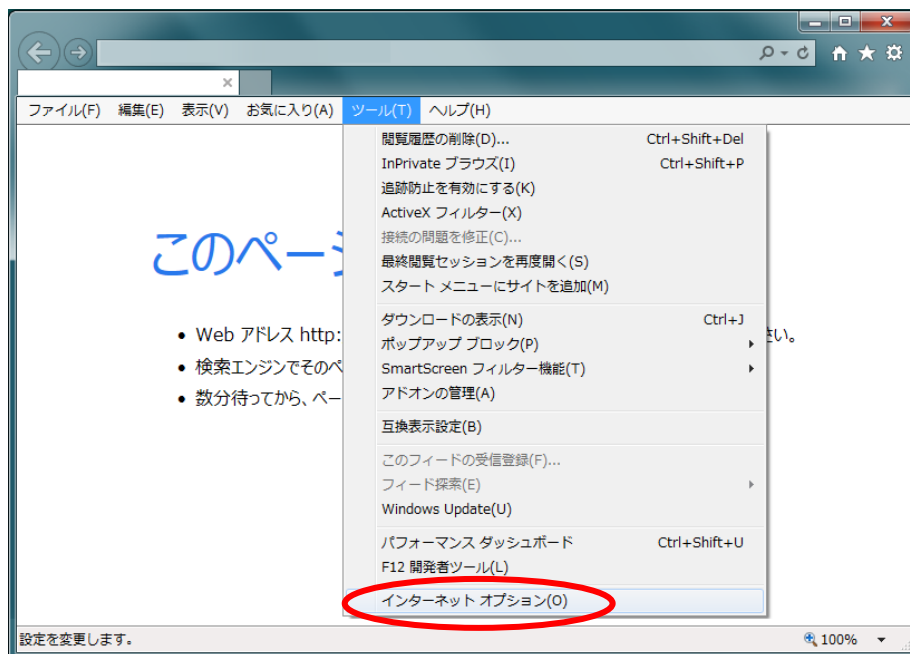 ファイル(F) 編集(E) 表示(V) お気に入り(A) ツール(T) ヘルプ(H)
閲覧履歴の削除(D)... Ctrl+Shift+Del
InPrivate ブラウズ(I) Ctrl+Shift+P
追跡防止を有効にする(K)
ActiveX フィルター(X)
接続の問題を修正(C)...
最終閲覧セッションを再度開く(S)
スタート メニューにサイトを追加(M)
ダウンロードの表示(N) Ctrl+J
ポップアップ ブロック(P)
SmartScreen フィルター機能(T)
アドオンの管理(A)
互換表示設定(B)
このフィードの受信登録(F)...
フィード探索(E)
Windows Update(U)
パフォーマンス ダッシュボード Ctrl+Shift+U
F12 開発者ツール(L)
インターネット オプション(O)
このページ
• Web アドレス http: さい。
• 検索エンジンでそのペ
• 数分待ってから、ペー
設定を変更します。 100%